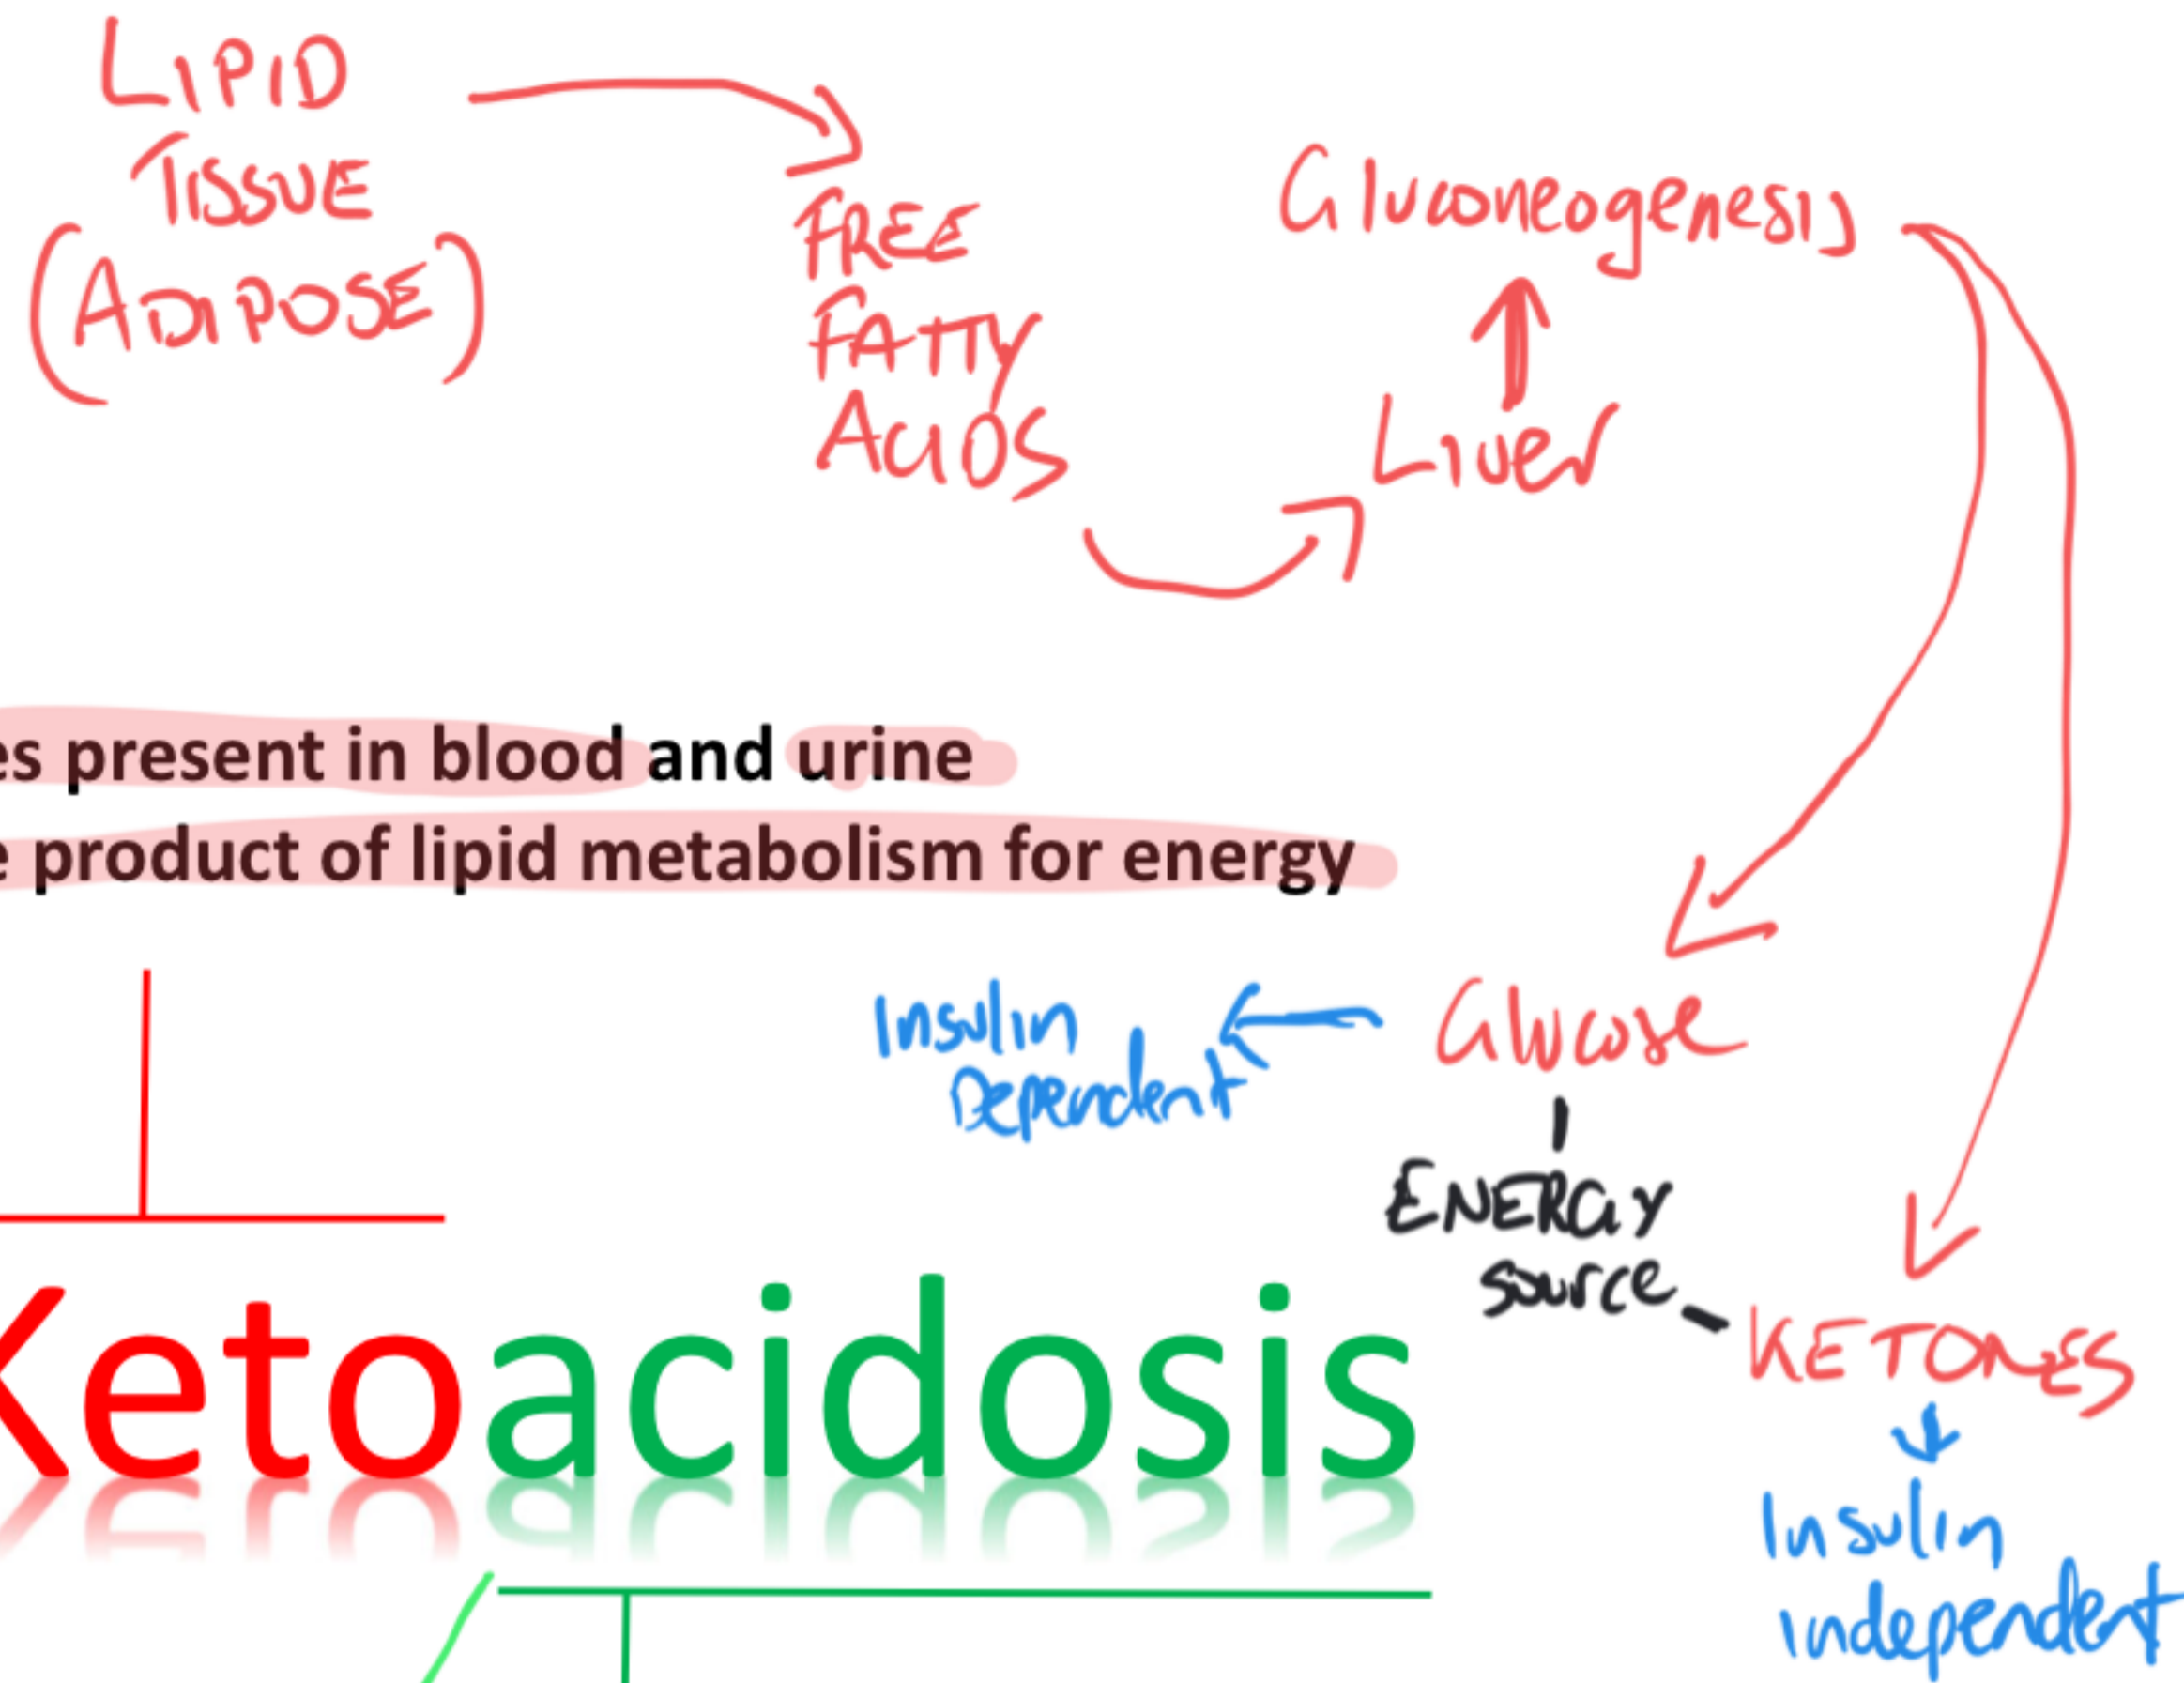 LIPID
TISSUE
(ADIPOSE)
FREE
FATTY
ACIDS
Gluconeogenesis
Liver
es present in blood and urine
e product of lipid metabolism for energy
Insulin
Dependent
Glucose
ENERGY
source
KETONES
Insulin
independent
Ketoacidosis